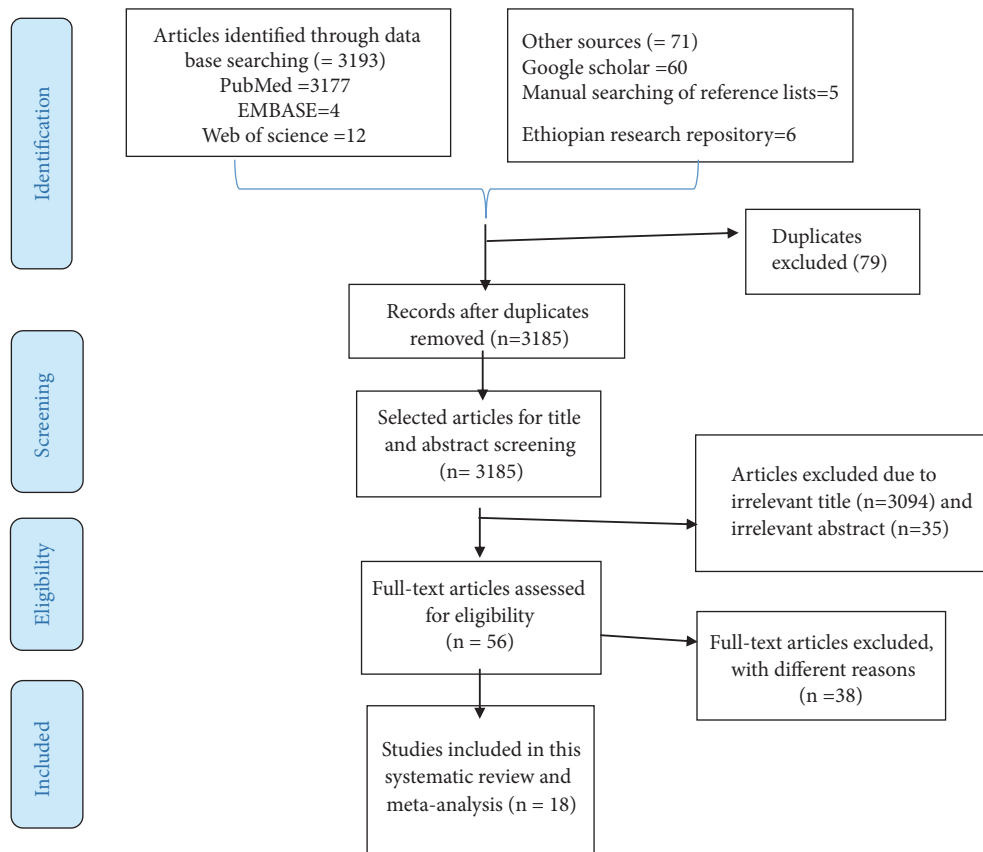 Identification
Articles identified through data
base searching (= 3193)
PubMed =3177
EMBASE=4
Web of science =12
Other sources (= 71)
Google scholar =60
Manual searching of reference lists=5
Ethiopian research repository=6
Duplicates
excluded (79)
Records after duplicates
removed (n=3185)
Screening
Selected articles for title
and abstract screening
(n= 3185)
Articles excluded due to
irrelevant title (n=3094) and
irrelevant abstract (n=35)
Eligibility
Full-text articles assessed
for eligibility
(n = 56)
Full-text articles excluded,
with different reasons
(n =38)
Included
Studies included in this
systematic review and
meta-analysis (n = 18)